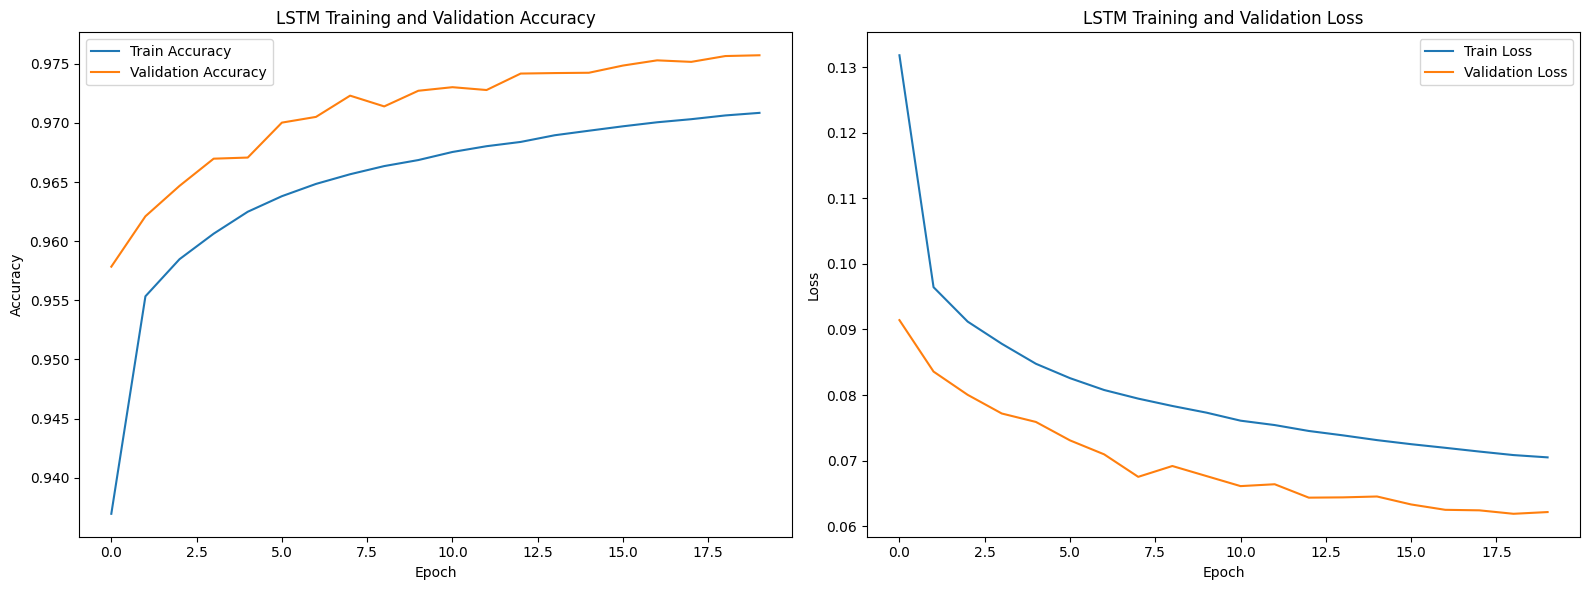 LSTM Training and Validation Accuracy
Train Accuracy
Validation Accuracy
0.975
0.970
0.965
0.960
0.955
0.950
0.945
0.940
Accuracy
0.0 2.5 5.0 7.5 10.0 12.5 15.0 17.5
Epoch
LSTM Training and Validation Loss
Train Loss
Validation Loss
0.13
0.12
0.11
0.10
0.09
0.08
0.07
0.06
Loss
0.0 2.5 5.0 7.5 10.0 12.5 15.0 17.5
Epoch